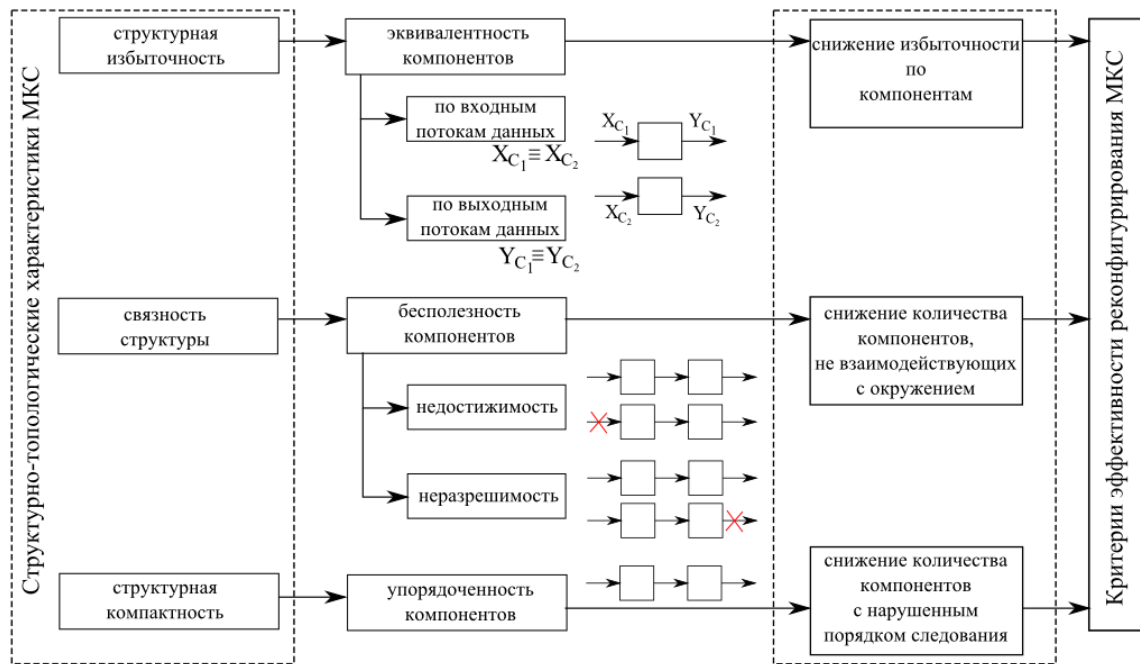 Структурно-топологические характеристики МКС
структурная
избыточность
эквивалентность
компонентов
снижение избыточности
по
компонентам
Критерии эффективности реконфигурирования МКС
по входным
потокам данных
X_{C_1}≡X_{C_2}
X_{C_1}
Y_{C_1}
по выходным
потокам данных
Y_{C_1}≡Y_{C_2}
X_{C_2}
Y_{C_2}
связность
структуры
бесполезность
компонентов
снижение количества
компонентов,
не взаимодействующих
с окружением
недостижимость
неразрешимость
структурная
компактность
упорядоченность
компонентов
снижение количества
компонентов
с нарушенным
порядком следования